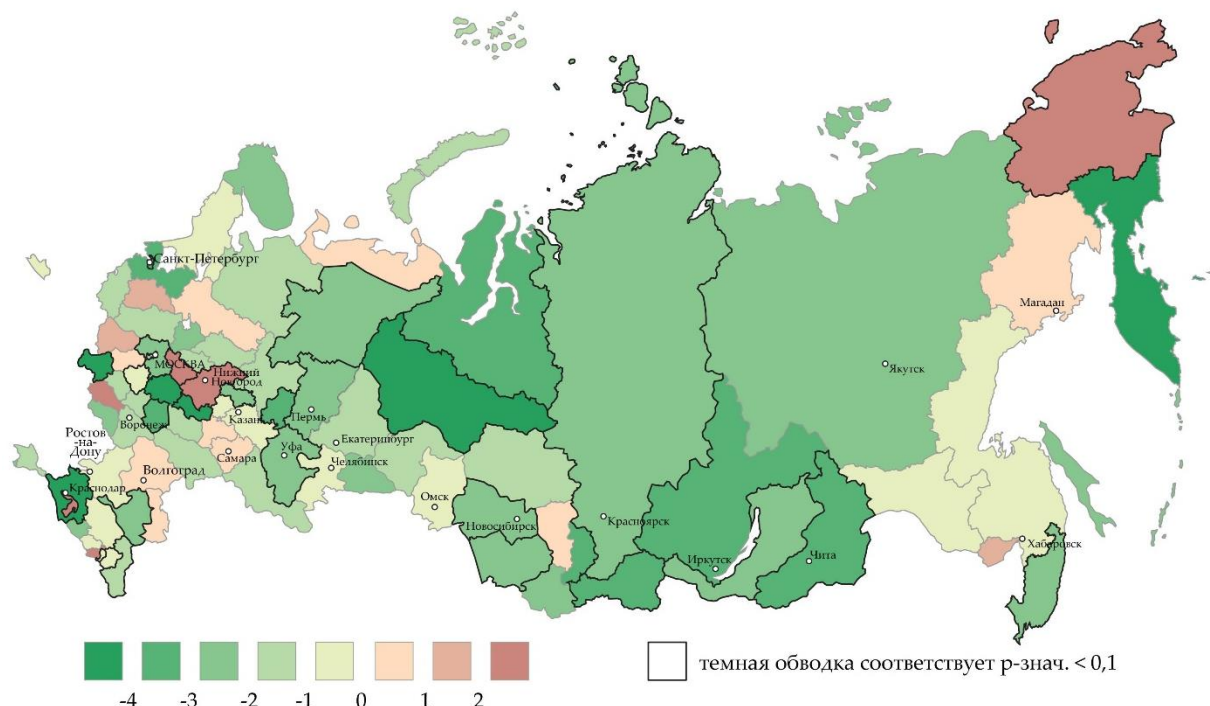 Санкт-Петербург
Магадан
МОСКВА
Нижний
Новгород
Якутск
Казань
Пермь
Воронеж
Ростов
-на-
Дону
Екатеринбург
Самара
Уфа
Челябинск
Волгоград
Краснодар
Омск
Новосибирск
Красноярск
Хабаровск
Иркутск
Чита
темная обводка соответствует р-знач. < 0,1
-4 -3 -2 -1 0 1 2